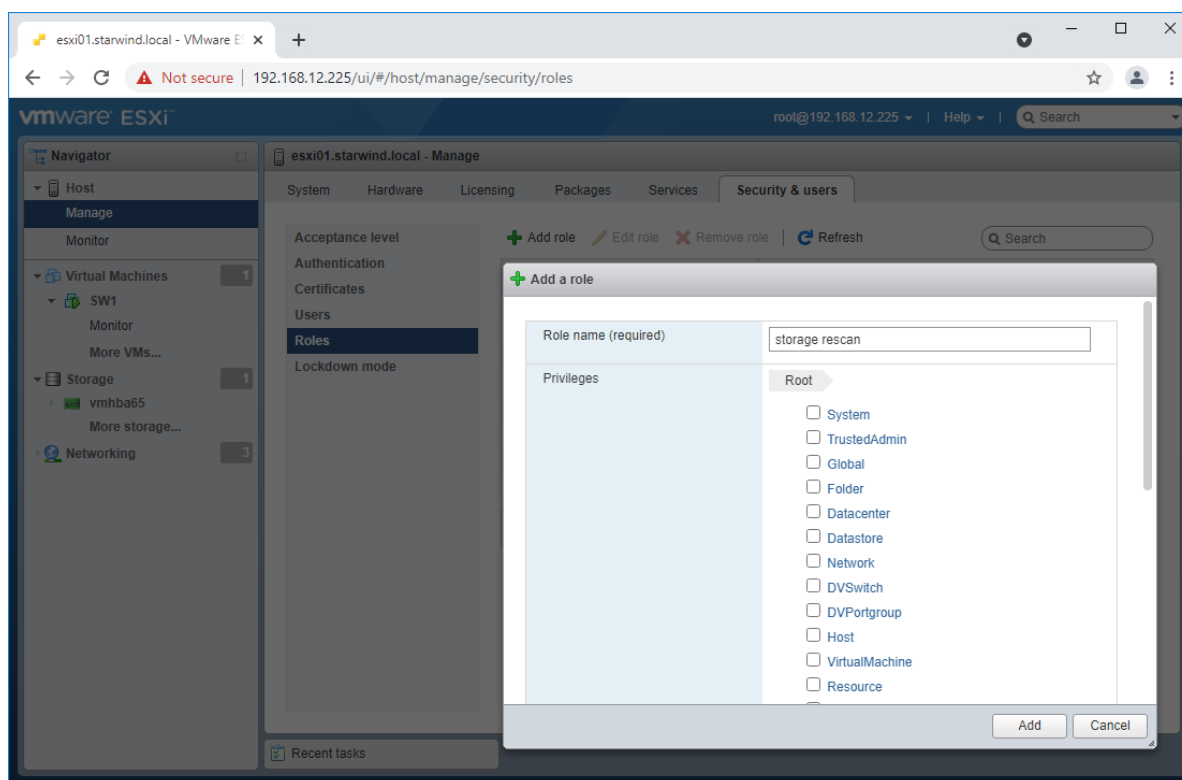 esxi01.starwind.local - VMware E
Not secure | 192.168.12.225/ui/#/host/manage/security/roles
vmware ESXi™
root@192.168.12.225 | Help | Search
Navigator
Host
Manage
Monitor
Virtual Machines 1
SW1
Monitor
More VMs...
Storage 1
vmhba65
More storage...
Networking 3
esxi01.starwind.local - Manage
System Hardware Licensing Packages Services Security & users
Acceptance level
Authentication
Certificates
Users
Roles
Lockdown mode
Add role Edit role Remove role | Refresh Search
Add a role
Role name (required) storage rescan
Privileges Root
System
TrustedAdmin
Global
Folder
Datacenter
Datastore
Network
DVSwitch
DVPortgroup
Host
VirtualMachine
Resource
Add Cancel
Recent tasks